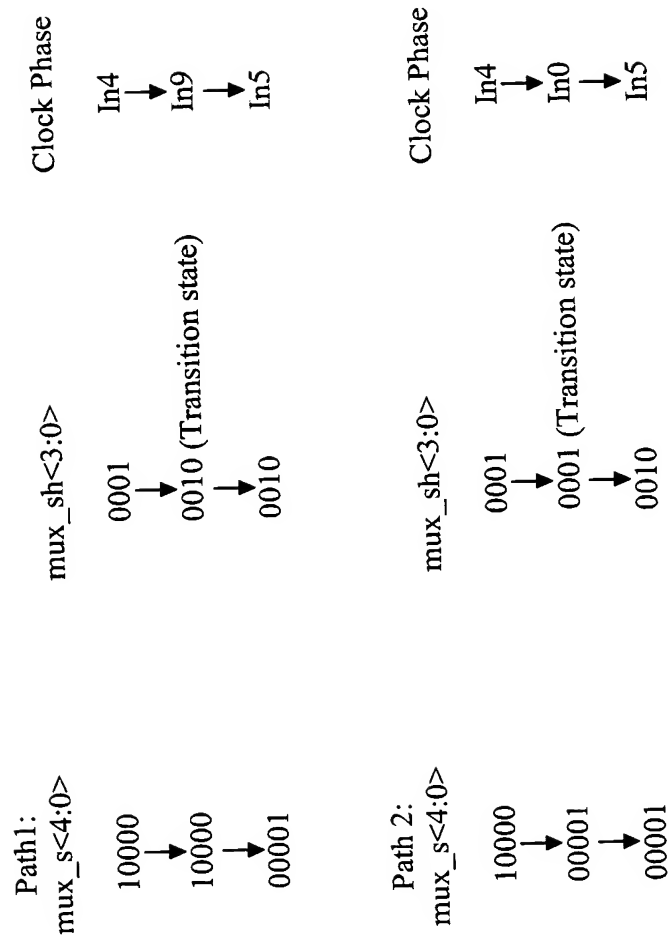 Path1:
mux_s<4:0> mux_sh<3:0> Clock Phase
10000 0001 In4
10000 0010 (Transition state) In9
00001 0010 In5
Path 2:
mux_s<4:0> mux_sh<3:0> Clock Phase
10000 0001 In4
00001 0001 (Transition state) In0
00001 0010 In5